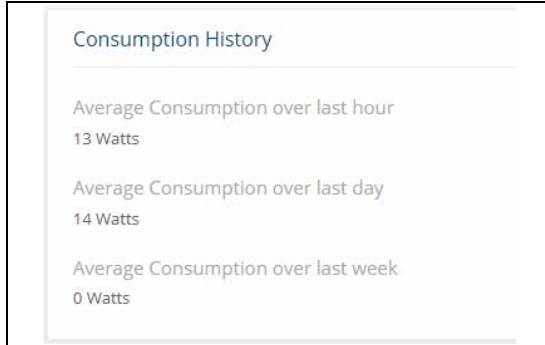 Consumption History
Average Consumption over last hour
13 Watts
Average Consumption over last day
14 Watts
Average Consumption over last week
0 Watts